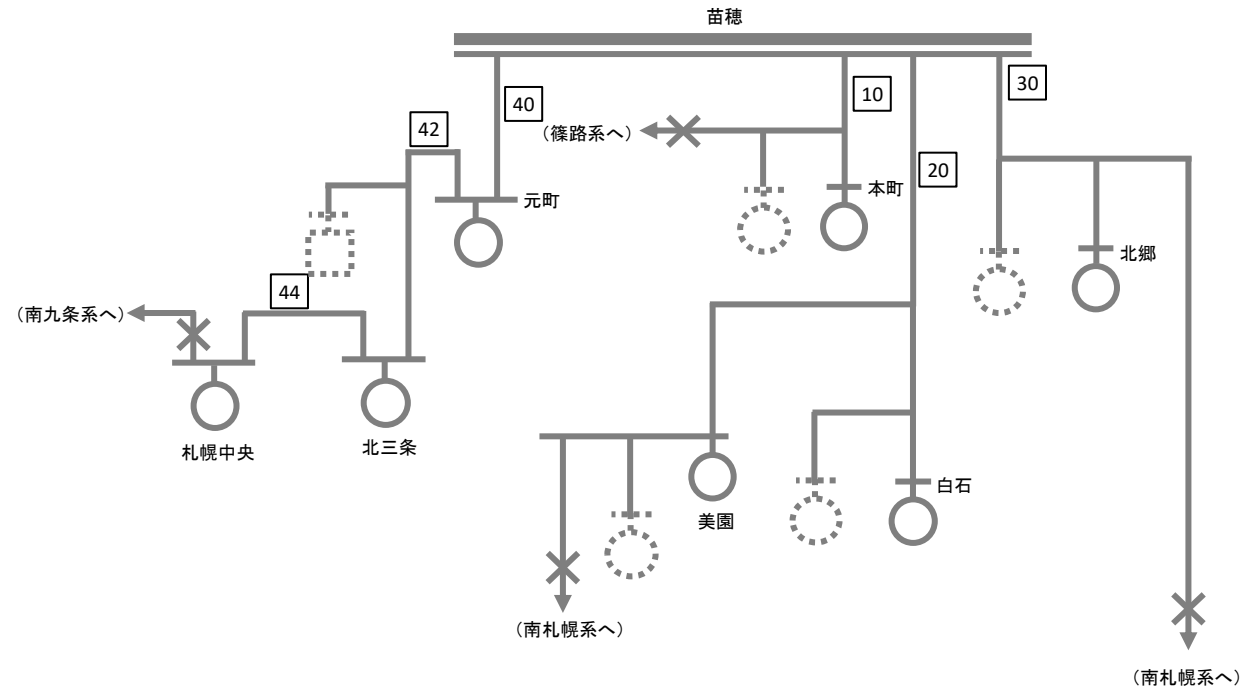 苗穂
30
10
40
42
(篠路系へ)
20
本町
元町
北郷
44
(南九条系へ)
札幌中央
北三条
白石
美園
(南札幌系へ)
(南札幌系へ)